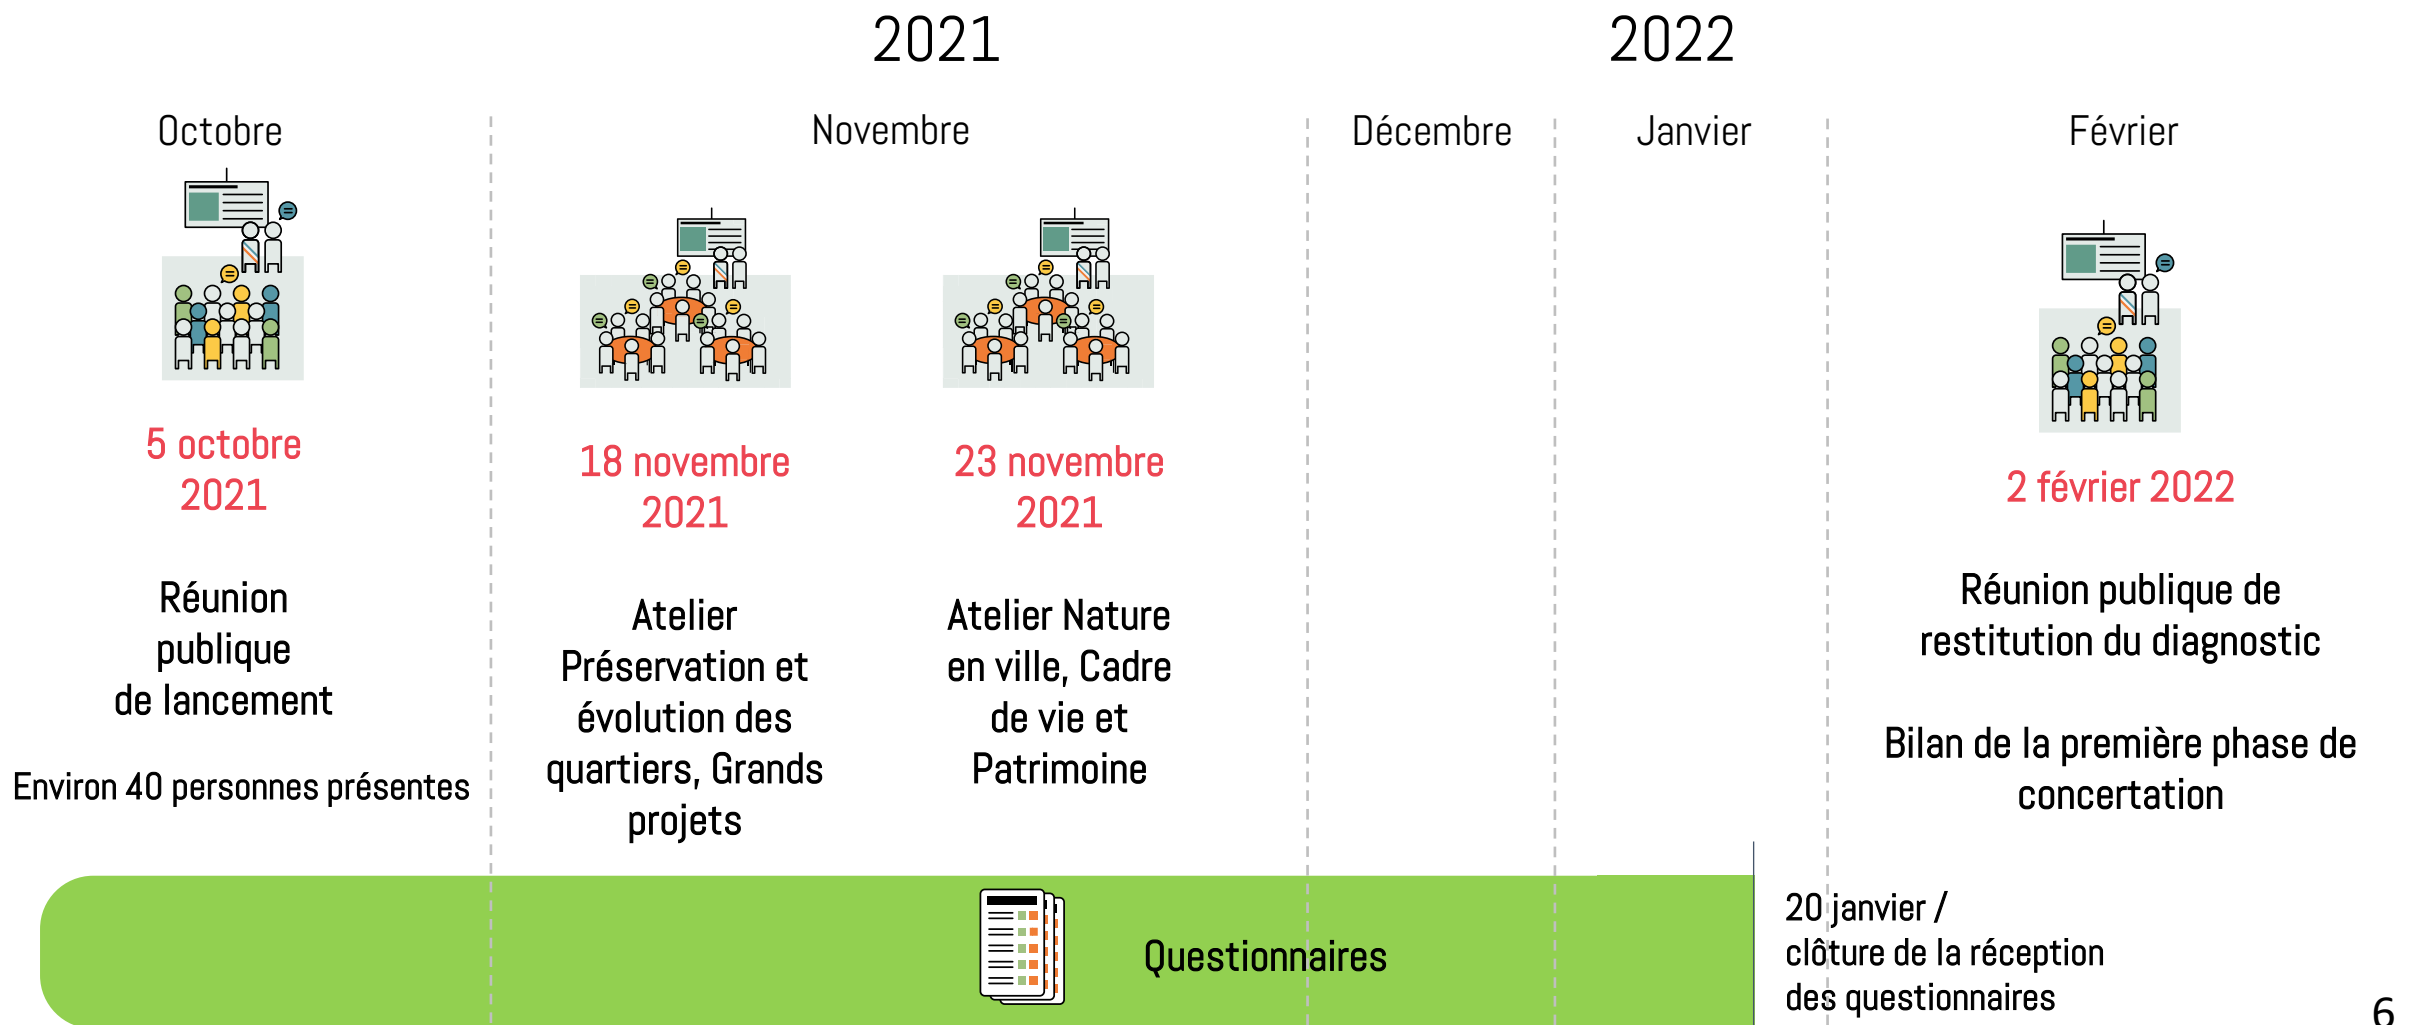 2021
2022
Octobre
Novembre
Décembre
Janvier
Février
5 octobre
2021
Réunion
publique
de lancement
Environ 40 personnes présentes
18 novembre
2021
Atelier
Préservation et
évolution des
quartiers, Grands
projets
23 novembre
2021
Atelier Nature
en ville, Cadre
de vie et
Patrimoine
2 février 2022
Réunion publique de
restitution du diagnostic
Bilan de la première phase de
concertation
Questionnaires
20 janvier /
clôture de la réception
des questionnaires
6